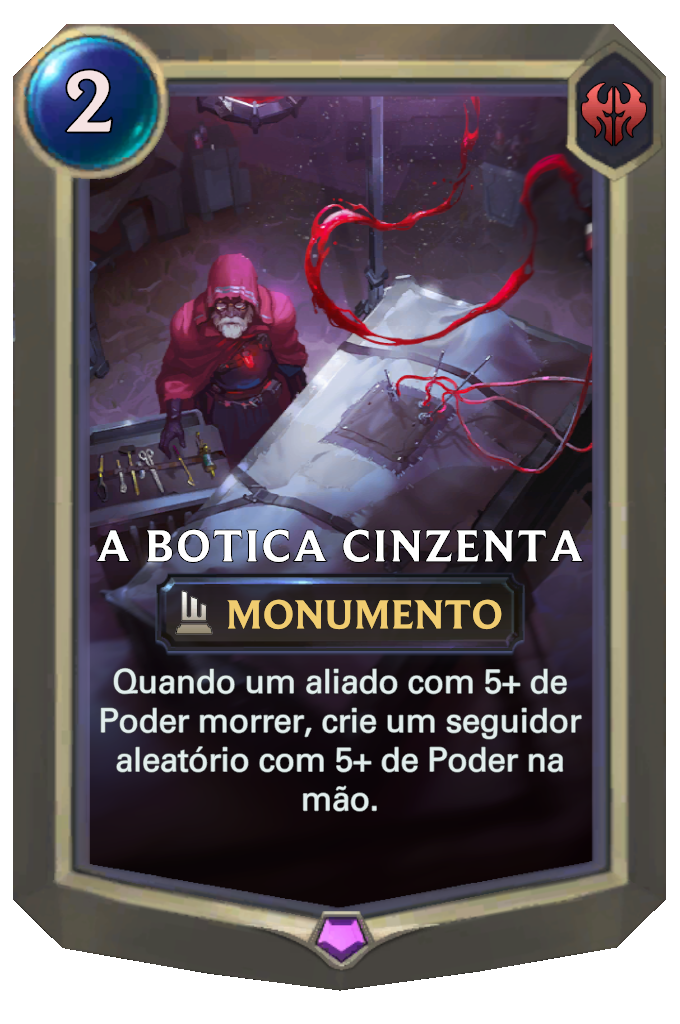 2
A BOTICA CINZENTA
MONUMENTO
Quando um aliado com 5+ de
Poder morrer, crie um seguidor
aleatório com 5+ de Poder na
mão.